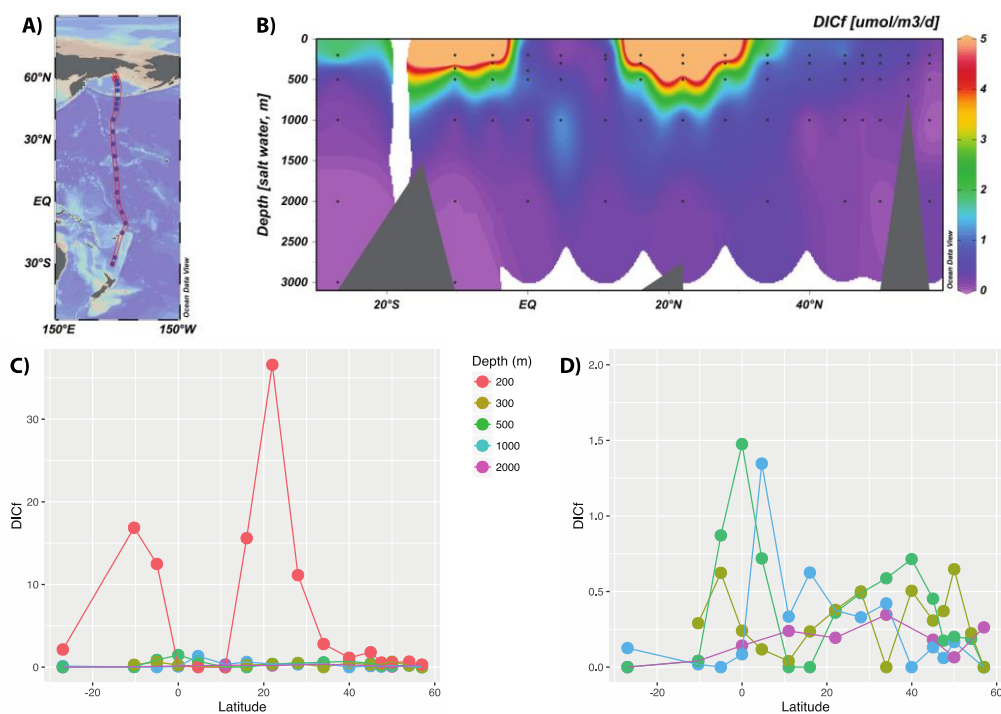 A)
60°N
30°N
EQ
30°S
150°E
150°W
Ocean Data View
B)
DICf [umol/m3/d]
Depth [salt water, m]
0
500
1000
1500
2000
2500
3000
20°S
EQ
20°N
40°N
Ocean Data View
5
4
3
2
1
0
C)
DICf
30
20
10
0
-20
0
20
40
60
Latitude
Depth (m)
200
300
500
1000
2000
D)
DICf
2.0
1.5
1.0
0.5
0.0
-20
0
20
40
60
Latitude